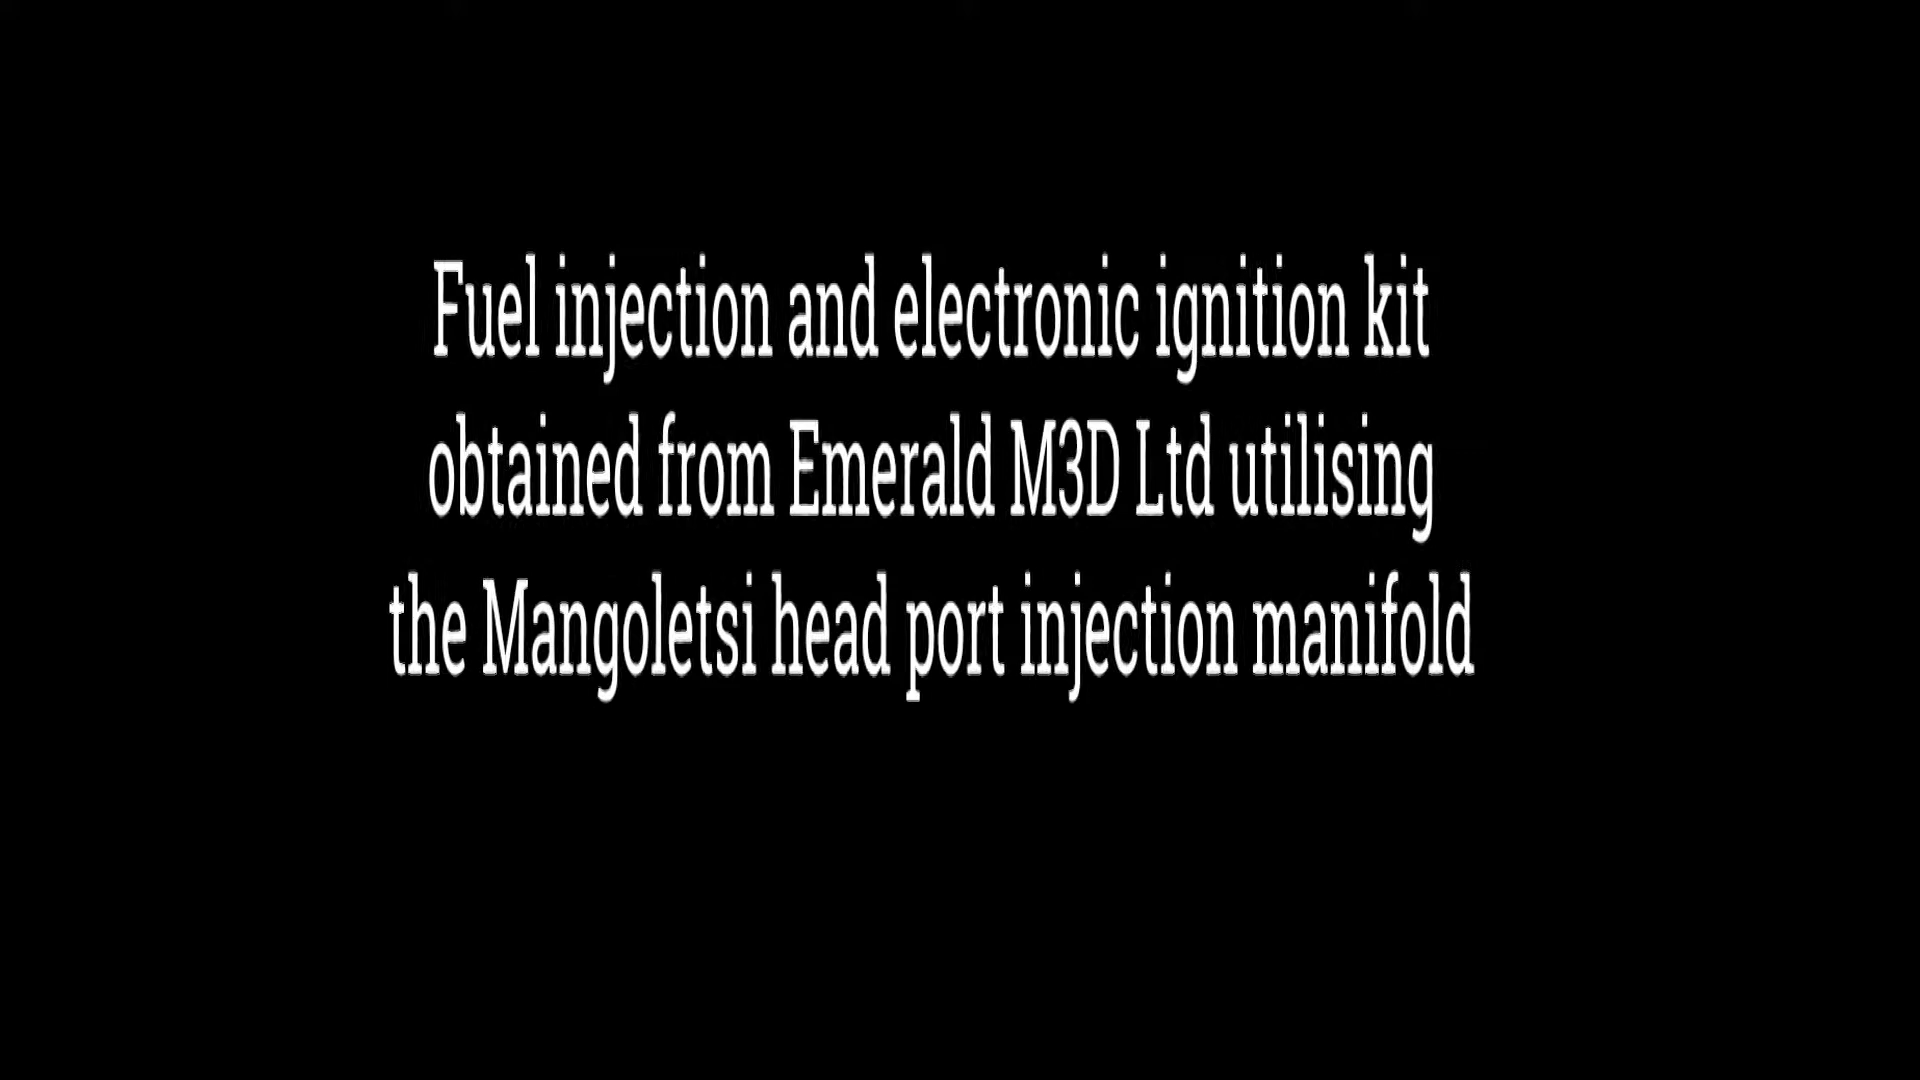 Fuel injection and electronic ignition kit
obtained from Emerald M3D Ltd utilising
the Mangoletsi head port injection manifold